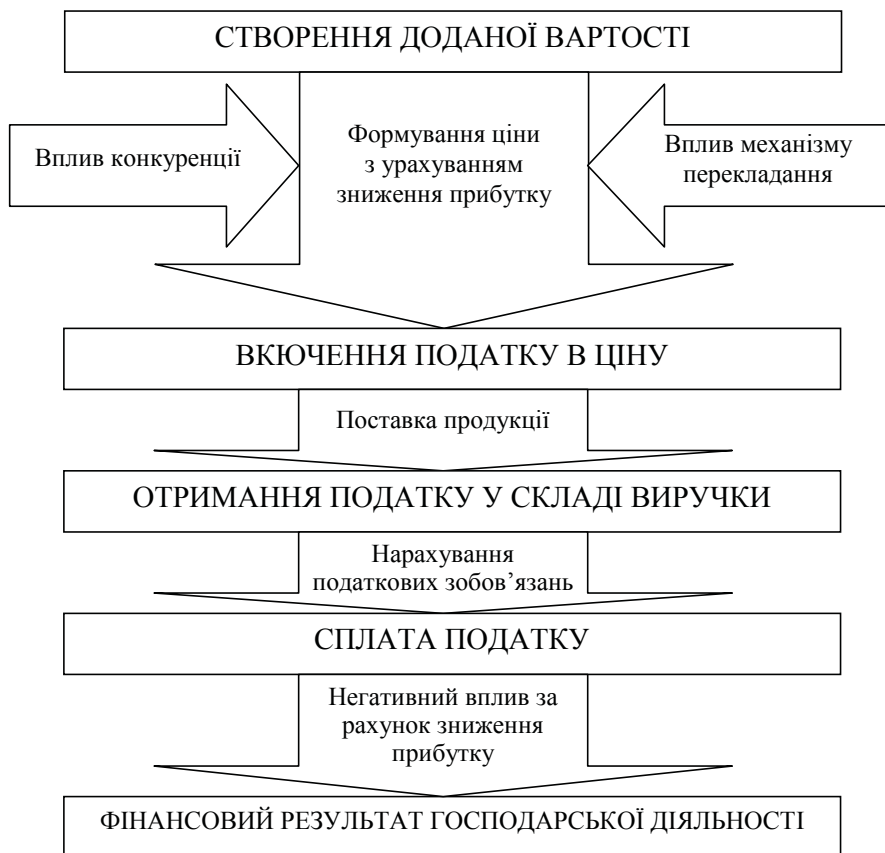 СТВОРЕННЯ ДОДАНОЇ ВАРТОСТІ
Вплив конкуренції
Формування ціни
з урахуванням
зниження прибутку
Вплив механізму
перекладання
ВКЮЧЕННЯ ПОДАТКУ В ЦІНУ
Поставка продукції
ОТРИМАННЯ ПОДАТКУ У СКЛАДІ ВИРУЧКИ
Нарахування
податкових зобов’язань
СПЛАТА ПОДАТКУ
Негативний вплив за
рахунок зниження
прибутку
ФІНАНСОВИЙ РЕЗУЛЬТАТ ГОСПОДАРСЬКОЇ ДІЯЛЬНОСТІ